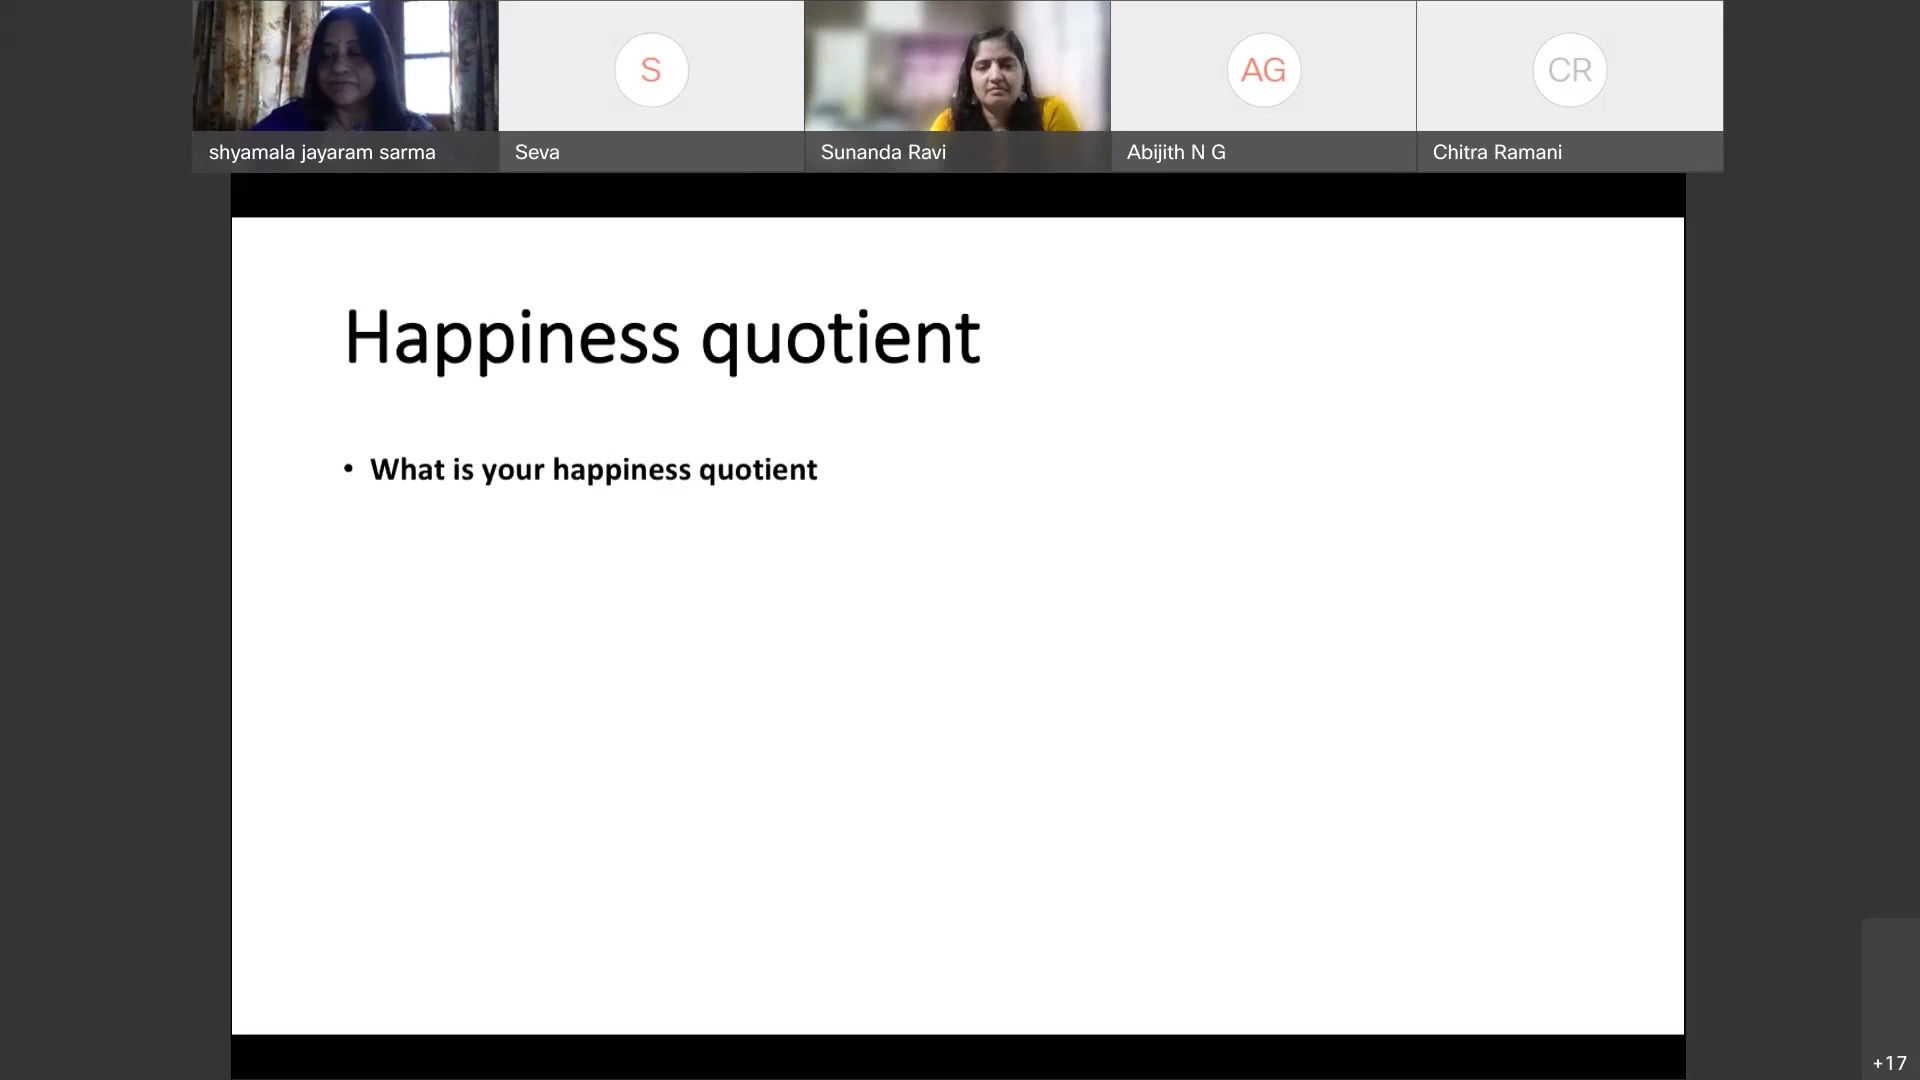 S
AG
CR
shyamala jayaram sarma
Seva
Sunanda Ravi
Abijith N G
Chitra Ramani
Happiness quotient
• What is your happiness quotient
+17